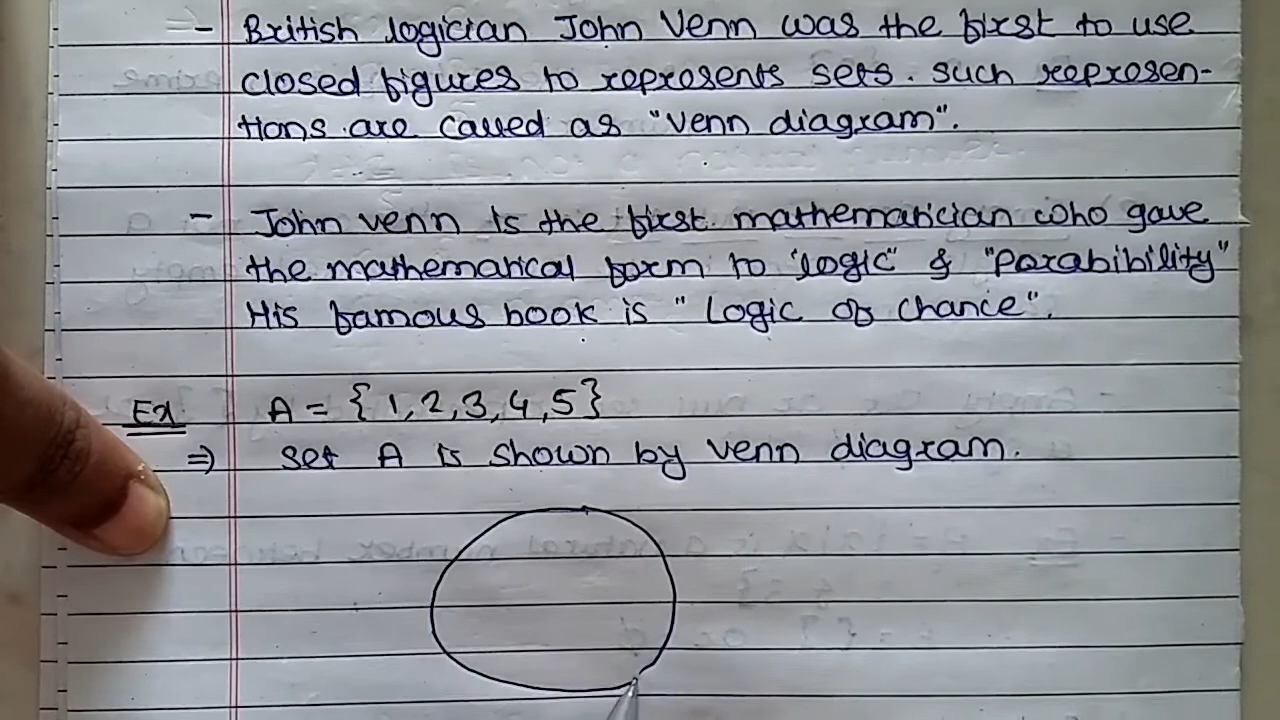 - British logician John Venn was the first to use
closed figures to represents sets. such represen-
tions are called as "venn diagram".
- John venn is the first mathematician who gave
the mathematical form to 'logic" & "Parabibility"
His famous book is "Logic of chance".
Ex. A = { 1,2,3,4,5}
⇒ set A is shown by venn diagram.